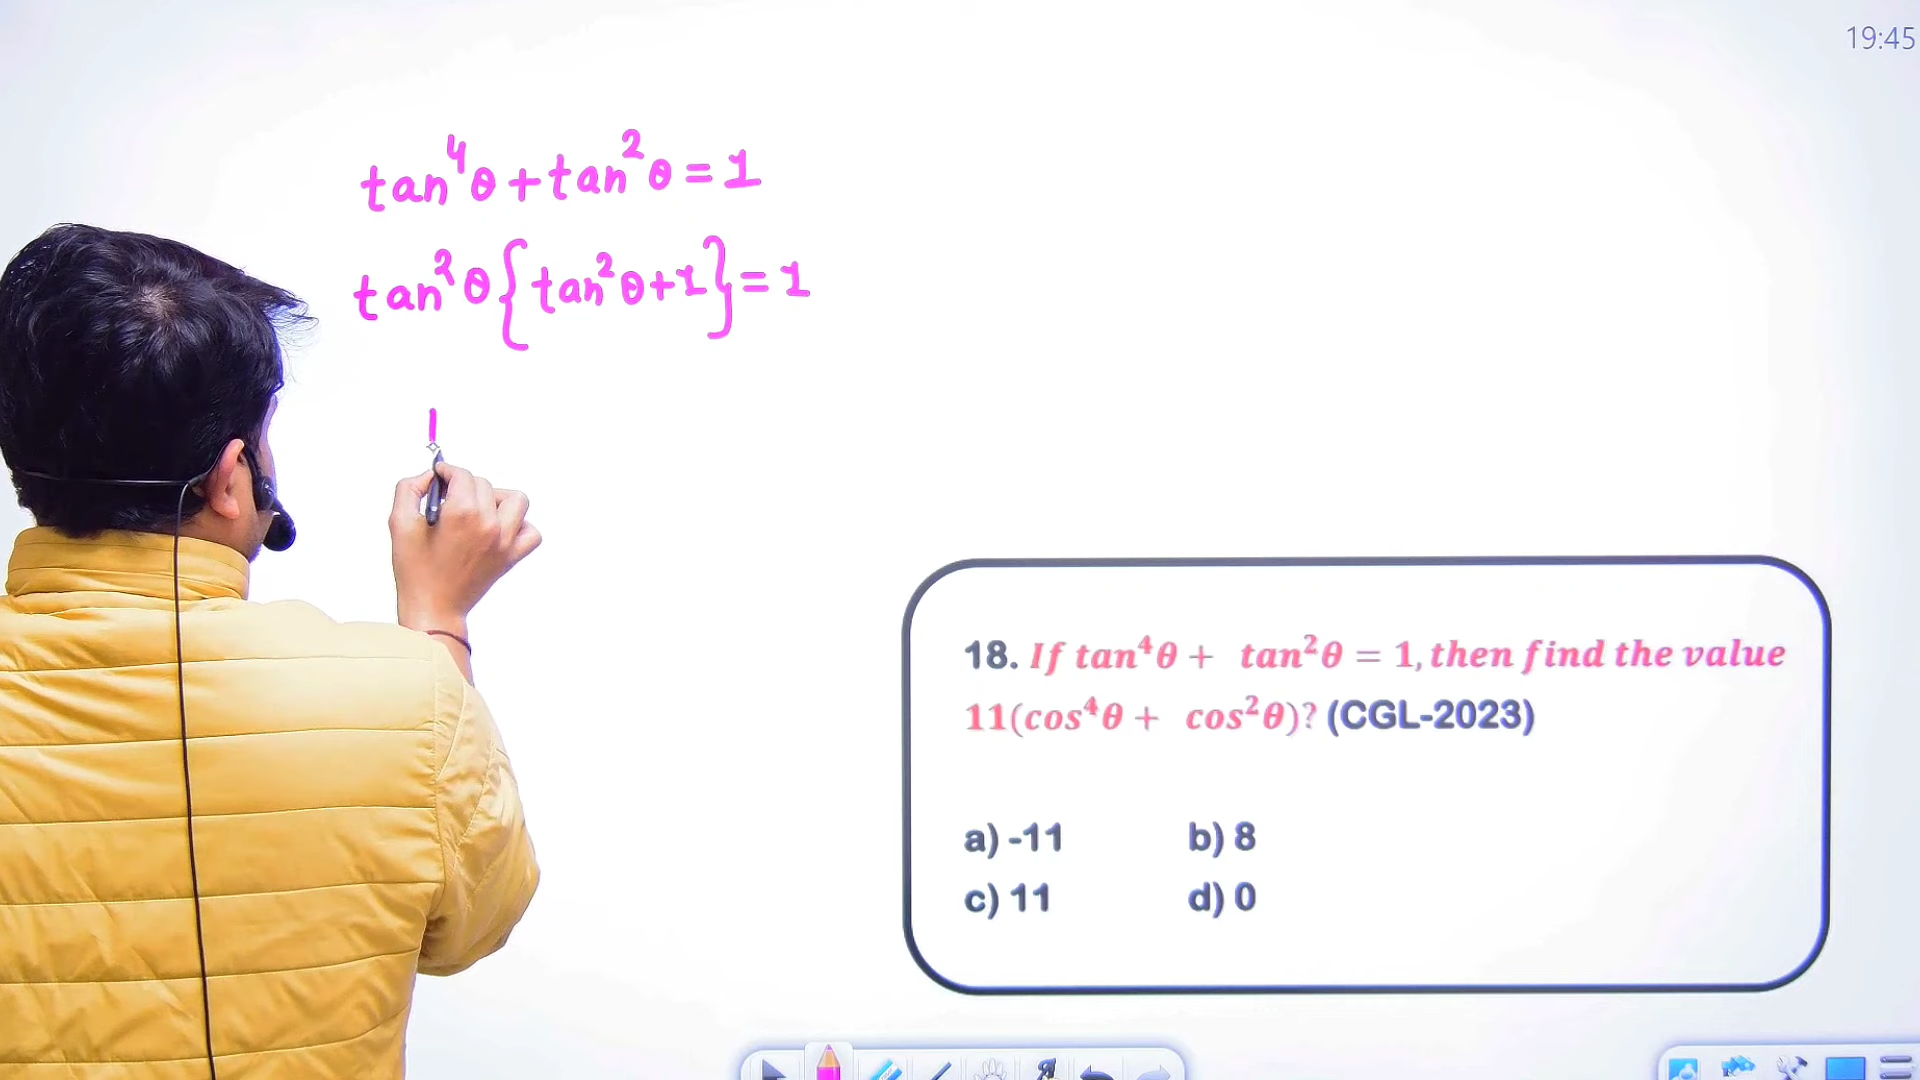 19:45
tan⁴θ + tan²θ = 1
tan²θ{tan²θ+1} = 1
18. If tan⁴θ + tan²θ = 1, then find the value
11(cos⁴θ + cos²θ)? (CGL-2023)
a) -11 b) 8
c) 11 d) 0